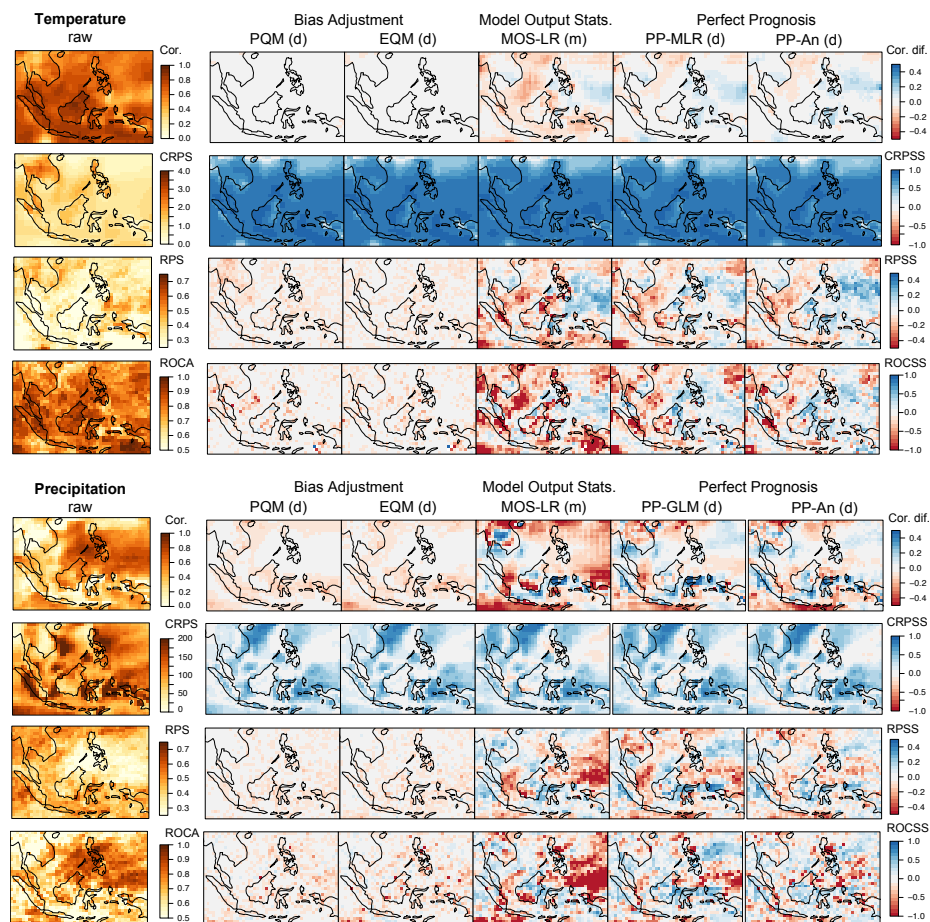 Temperature
raw
Bias Adjustment
Model Output Stats.
Perfect Prognosis
PQM (d)
EQM (d)
MOS-LR (m)
PP-MLR (d)
PP-An (d)
Cor.
1.0
0.8
0.6
0.4
0.2
0.0
Cor. dif.
0.4
0.2
0.0
−0.2
−0.4
CRPS
4.0
3.0
2.0
1.0
0.0
CRPSS
1.0
0.5
0.0
−0.5
−1.0
RPS
0.7
0.6
0.5
0.4
0.3
RPSS
0.4
0.2
0.0
−0.2
−0.4
ROCA
1.0
0.9
0.8
0.7
0.6
0.5
ROCSS
1.0
0.5
0.0
−0.5
−1.0
Precipitation
raw
Bias Adjustment
Model Output Stats.
Perfect Prognosis
PQM (d)
EQM (d)
MOS-LR (m)
PP-GLM (d)
PP-An (d)
Cor.
1.0
0.8
0.6
0.4
0.2
0.0
Cor. dif.
0.4
0.2
0.0
−0.2
−0.4
CRPS
200
150
100
50
0
CRPSS
1.0
0.5
0.0
−0.5
−1.0
RPS
0.7
0.6
0.5
0.4
0.3
RPSS
0.4
0.2
0.0
−0.2
−0.4
ROCA
1.0
0.9
0.8
0.7
0.6
0.5
ROCSS
1.0
0.5
0.0
−0.5
−1.0